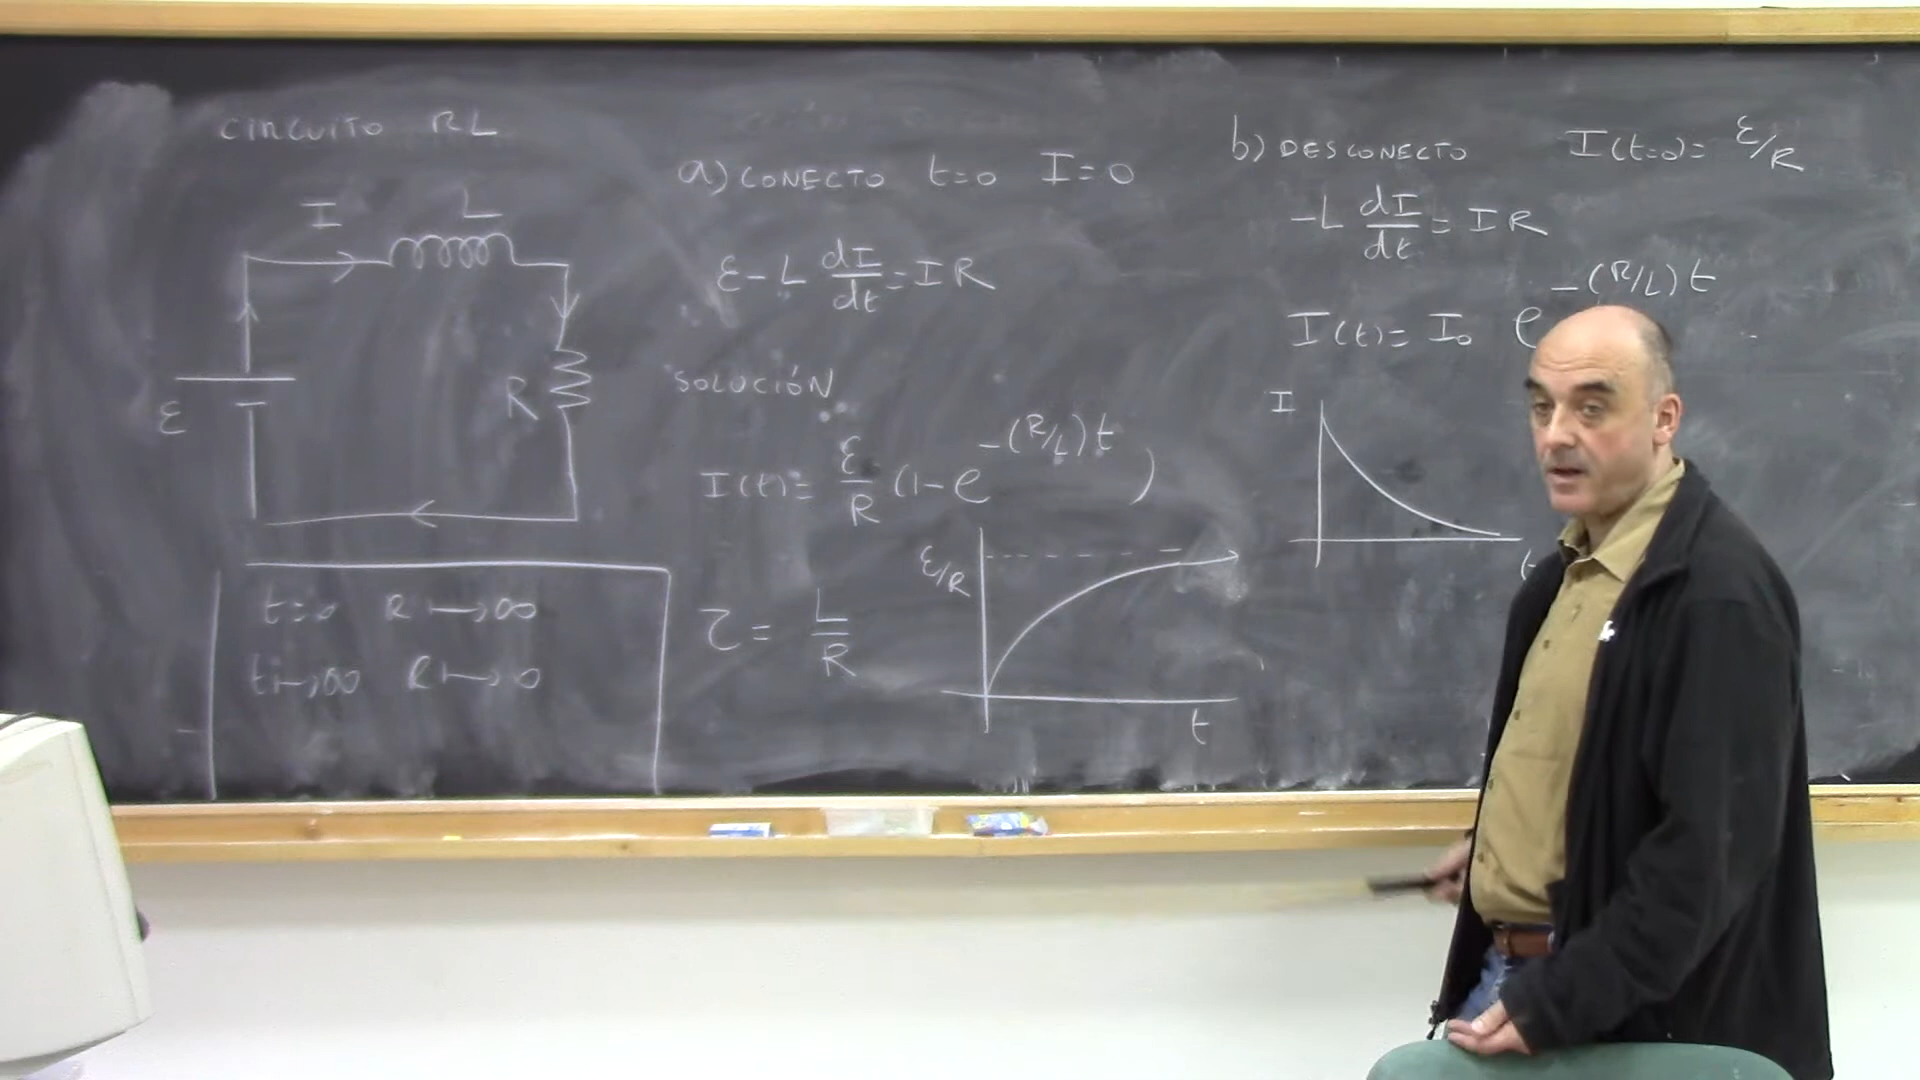 CIRCUITO RL
I
L
ε
R
t=0 R ↦ ∞
t ↦ ∞ R ↦ 0
a) CONECTO t=0 I=0
ε - L dI/dt = IR
SOLUCIÓN
I(t) = ε/R (1 - e^-(R/L)t)
τ = L/R
ε/R
t
b) DESCONECTO I(t=0) = ε/R
-L dI/dt = IR
I(t) = I₀ e^-(R/L)t
I